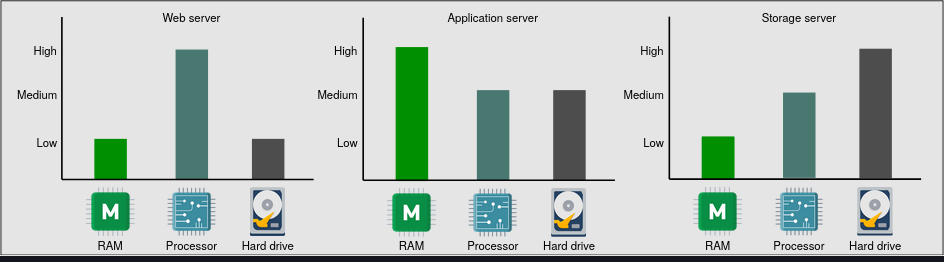 Web server
High
Medium
Low
M
RAM
Processor
Hard drive
Application server
High
Medium
Low
M
RAM
Processor
Hard drive
Storage server
High
Medium
Low
M
RAM
Processor
Hard drive